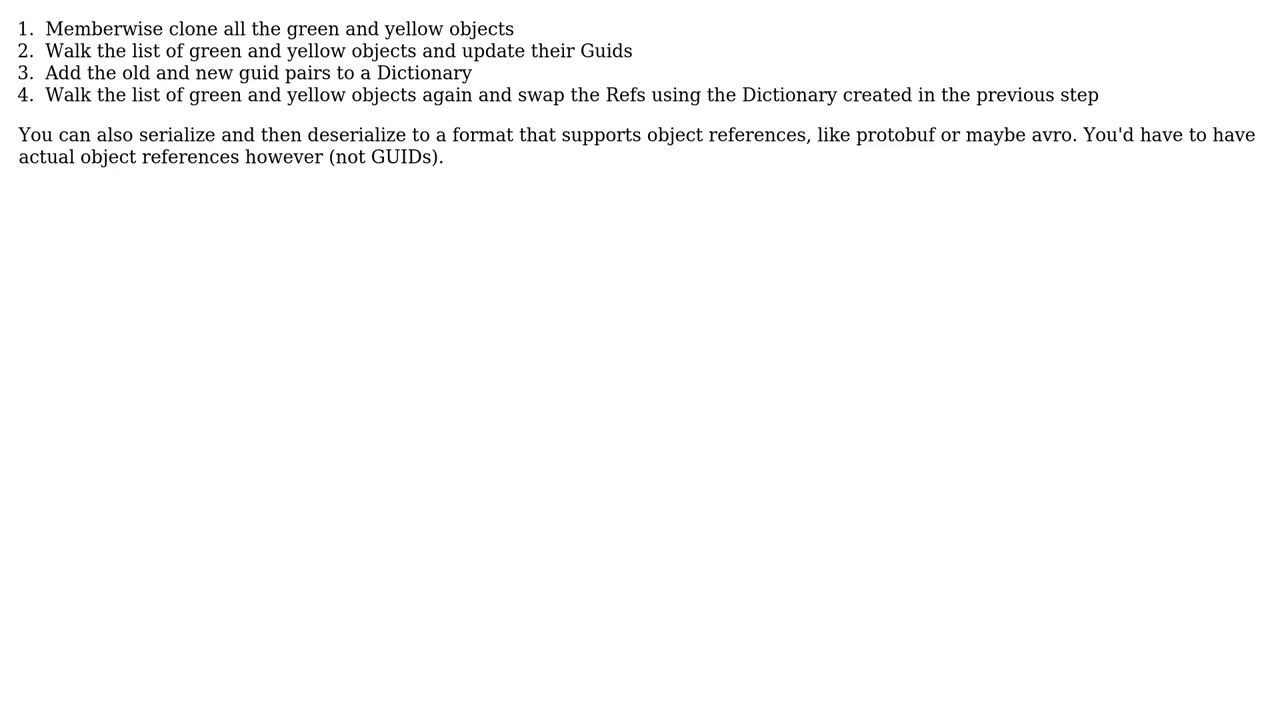 1. Memberwise clone all the green and yellow objects
2. Walk the list of green and yellow objects and update their Guids
3. Add the old and new guid pairs to a Dictionary
4. Walk the list of green and yellow objects again and swap the Refs using the Dictionary created in the previous step
You can also serialize and then deserialize to a format that supports object references, like protobuf or maybe avro. You'd have to have
actual object references however (not GUIDs).